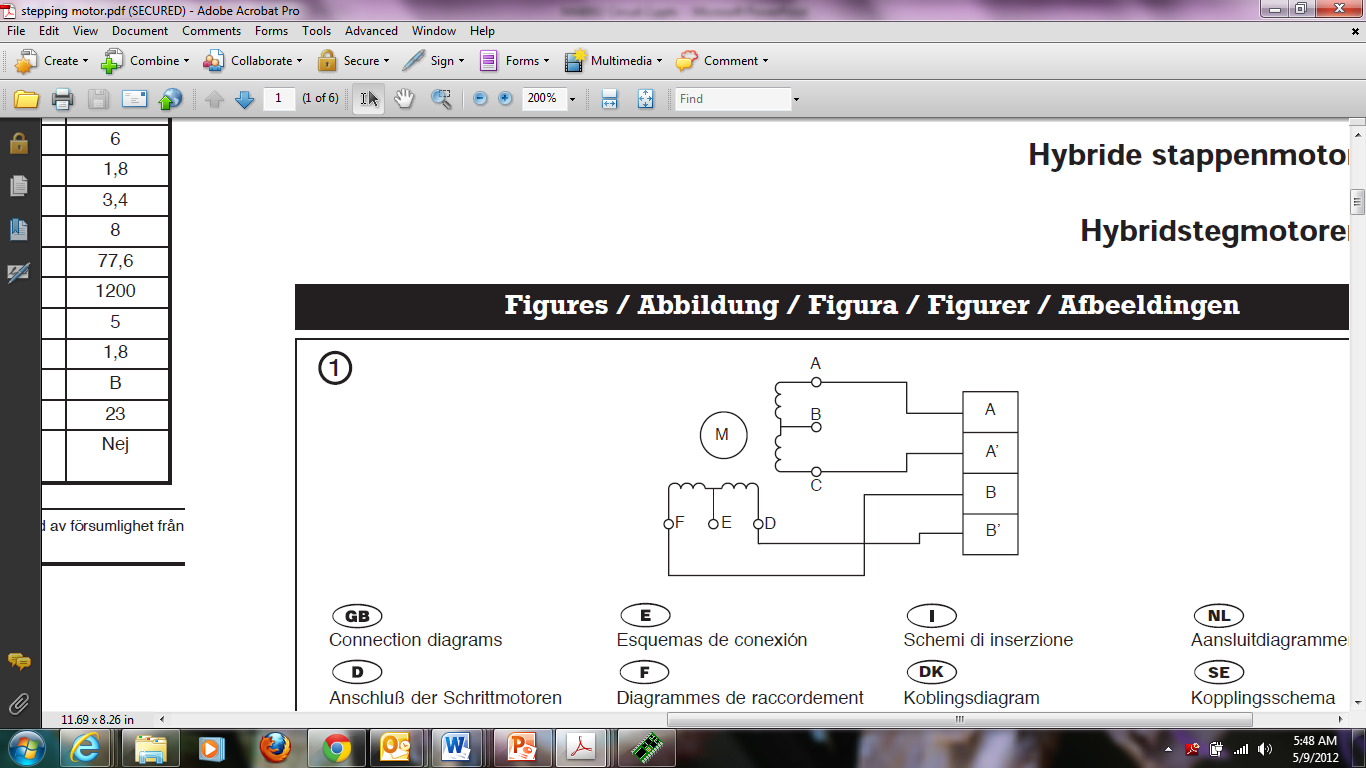 stepping motor.pdf (SECURED) - Adobe Acrobat Pro
File Edit View Document Comments Forms Tools Advanced Window Help
Create Combine Collaborate Secure Sign Forms Multimedia Comment
1 (1 of 6) 200% Find
6
1,8
3,4
8
77,6
1200
5
1,8
B
23
Nej
d av försumlighet från
Hybride stappenmoto
Hybridstegmotore
Figures / Abbildung / Figura / Figurer / Afbeeldingen
1
A
B
C
M
F E D
A
A’
B
B’
GB
Connection diagrams
E
Esquemas de conexión
I
Schemi di inserzione
NL
Aansluitdiagramme
D
Anschluß der Schrittmotoren
F
Diagrammes de raccordement
DK
Koblingsdiagram
SE
Kopplingsschema
11.69 x 8.26 in
5:48 AM
5/9/2012